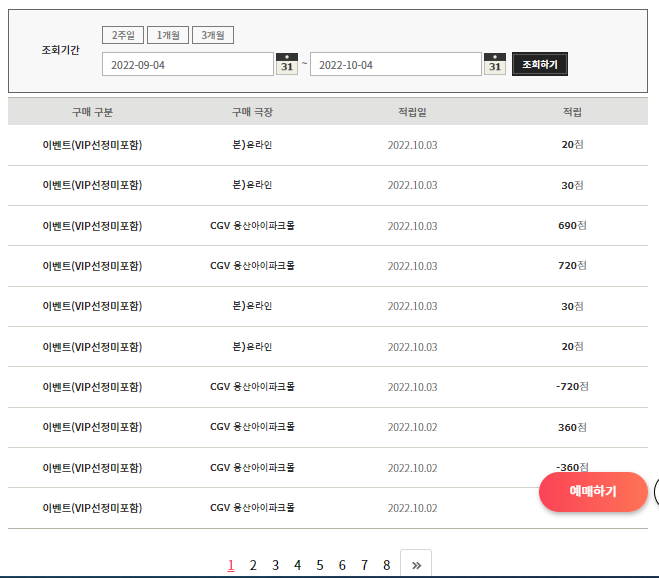 2주일 1개월 3개월
조회기간
2022-09-04 31 ~ 2022-10-04 31 조회하기
구매 구분 구매 극장 적립일 적립
이벤트(VIP선정미포함) 본)온라인 2022.10.03 20점
이벤트(VIP선정미포함) 본)온라인 2022.10.03 30점
이벤트(VIP선정미포함) CGV 용산아이파크몰 2022.10.03 690점
이벤트(VIP선정미포함) CGV 용산아이파크몰 2022.10.03 720점
이벤트(VIP선정미포함) 본)온라인 2022.10.03 30점
이벤트(VIP선정미포함) 본)온라인 2022.10.03 20점
이벤트(VIP선정미포함) CGV 용산아이파크몰 2022.10.03 -720점
이벤트(VIP선정미포함) CGV 용산아이파크몰 2022.10.02 360점
이벤트(VIP선정미포함) CGV 용산아이파크몰 2022.10.02 -360점
예매하기
이벤트(VIP선정미포함) CGV 용산아이파크몰 2022.10.02
1 2 3 4 5 6 7 8 »